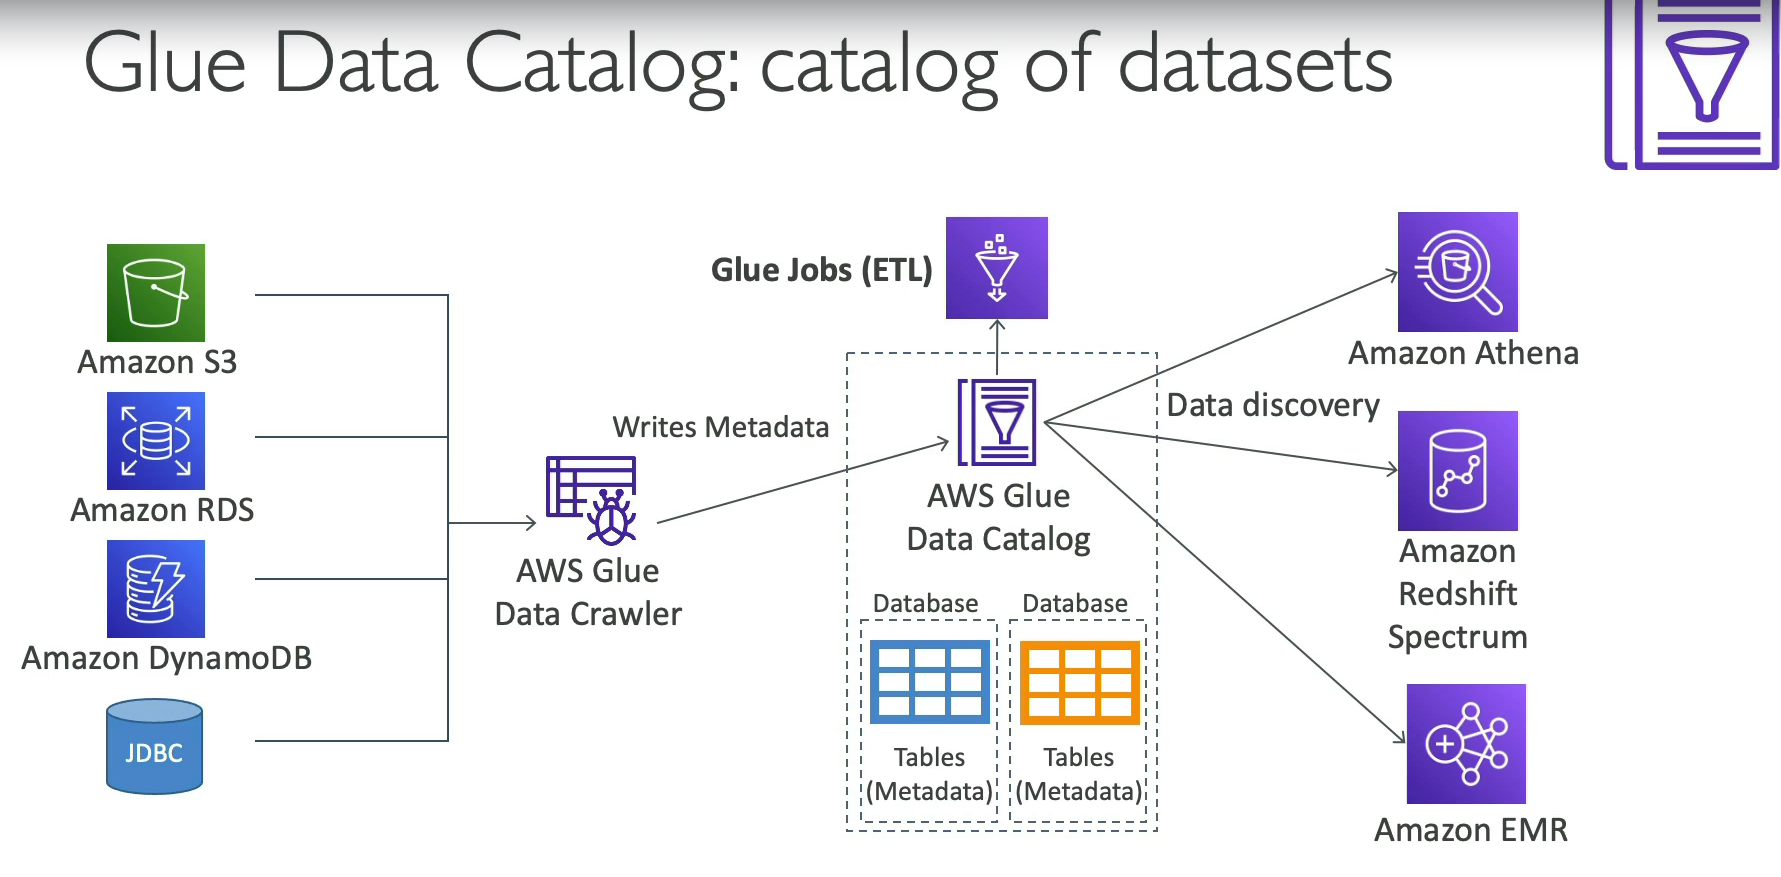 Glue Data Catalog: catalog of datasets
Amazon S3
Amazon RDS
Amazon DynamoDB
JDBC
AWS Glue
Data Crawler
Writes Metadata
Glue Jobs (ETL)
AWS Glue
Data Catalog
Database
Tables
(Metadata)
Database
Tables
(Metadata)
Data discovery
Amazon Athena
Amazon
Redshift
Spectrum
Amazon EMR